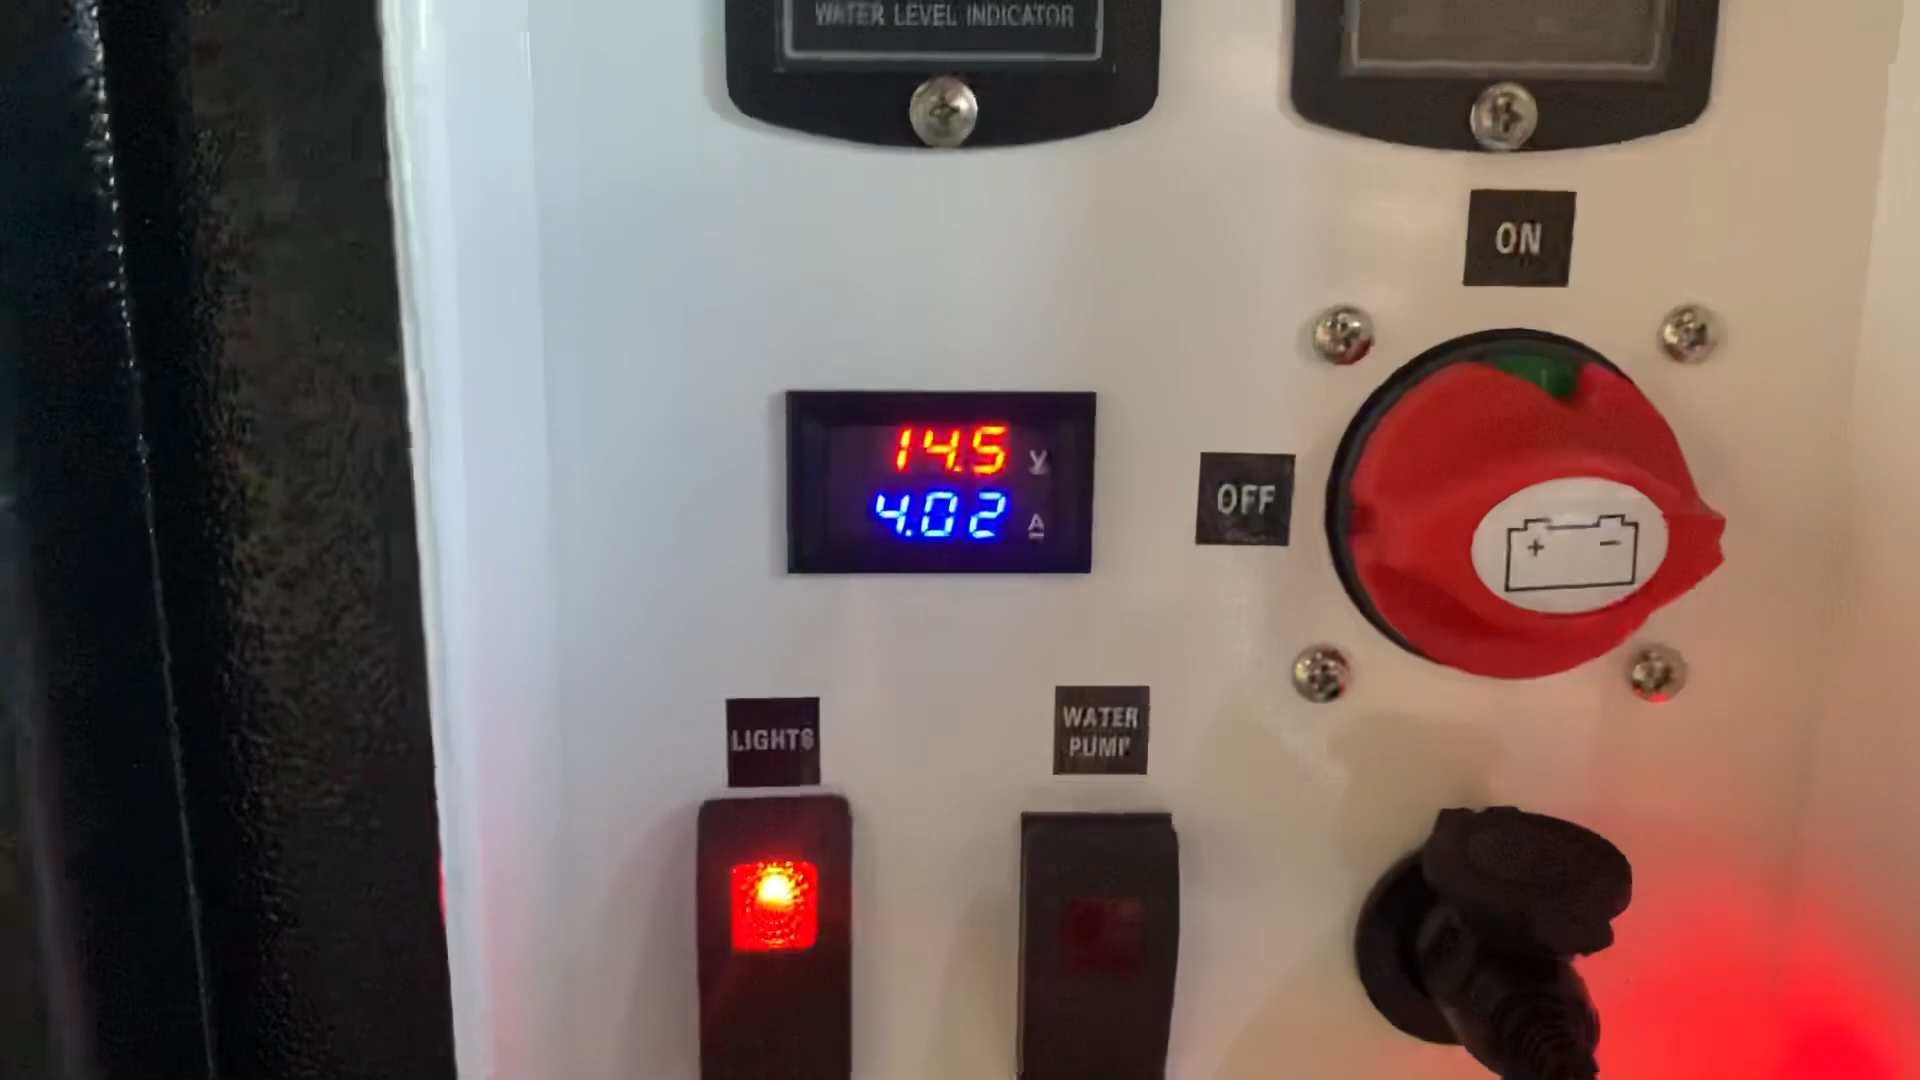 WATER LEVEL INDICATOR
ON
14.5 V
4.02 A
OFF
+ -
LIGHTS
WATER
PUMP